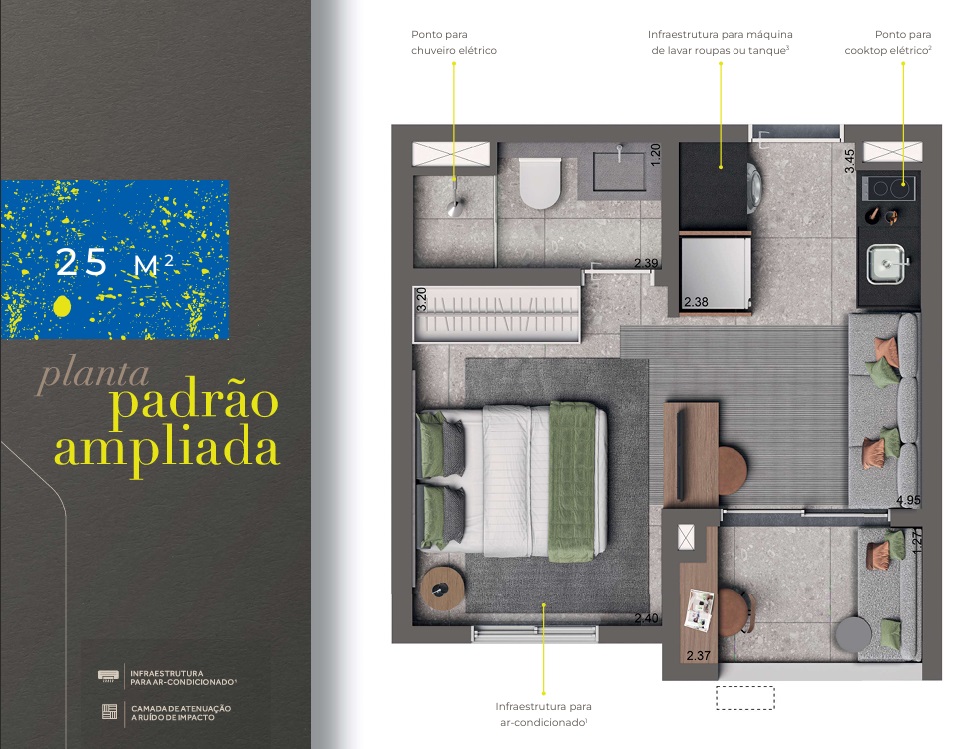 Ponto para
chuveiro elétrico
Infraestrutura para máquina
de lavar roupas ou tanque³
Ponto para
cooktop elétrico²
1.20
3.45
25 M²
2.39
3.20
2.38
planta
padrão
ampliada
4.95
1.27
2.40
2.37
INFRAESTRUTURA
PARA AR-CONDICIONADO¹
CAMADA DE ATENUAÇÃO
A RUÍDO DE IMPACTO
Infraestrutura para
ar-condicionado¹